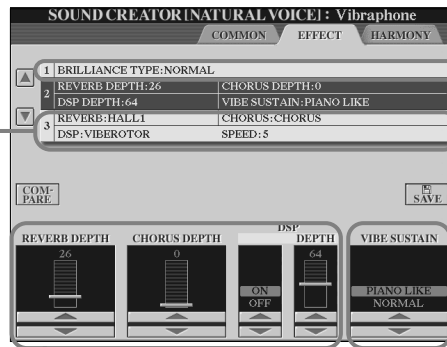 SOUND CREATOR [NATURAL VOICE] : Vibraphone
COMMON EFFECT HARMONY
1 BRILLIANCE TYPE:NORMAL
2 REVERB DEPTH:26 CHORUS DEPTH:0
DSP DEPTH:64 VIBE SUSTAIN:PIANO LIKE
3 REVERB:HALL1 CHORUS:CHORUS
DSP:VIBEROTOR SPEED:5
COM-
PARE
SAVE
DSP
REVERB DEPTH CHORUS DEPTH DEPTH VIBE SUSTAIN
26 0 64
ON PIANO LIKE
OFF NORMAL